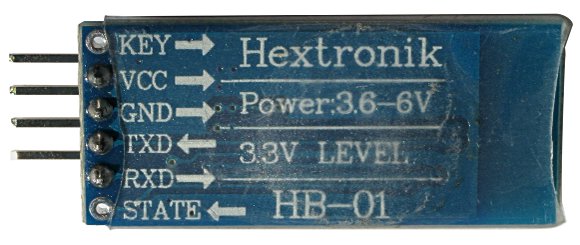 KEY
VCC
GND
TXD
RXD
STATE
Hextronik
Power:3.6-6V
3.3V LEVEL
HB-01